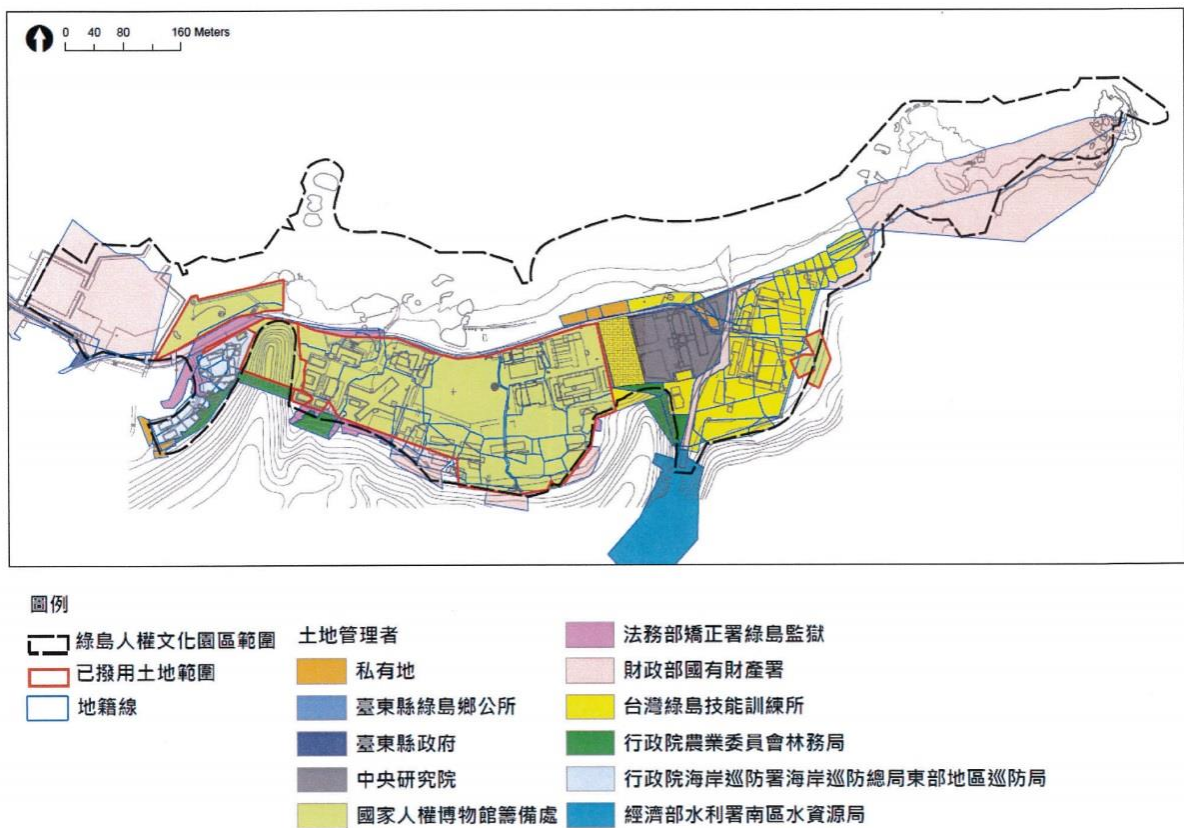 0 40 80 160 Meters
圖例
綠島人權文化園區範圍
已撥用土地範圍
地籍線
土地管理者
私有地
臺東縣綠島鄉公所
臺東縣政府
中央研究院
國家人權博物館籌備處
法務部矯正署綠島監獄
財政部國有財產署
台灣綠島技能訓練所
行政院農業委員會林務局
行政院海岸巡防署海岸巡防總局東部地區巡防局
經濟部水利署南區水資源局